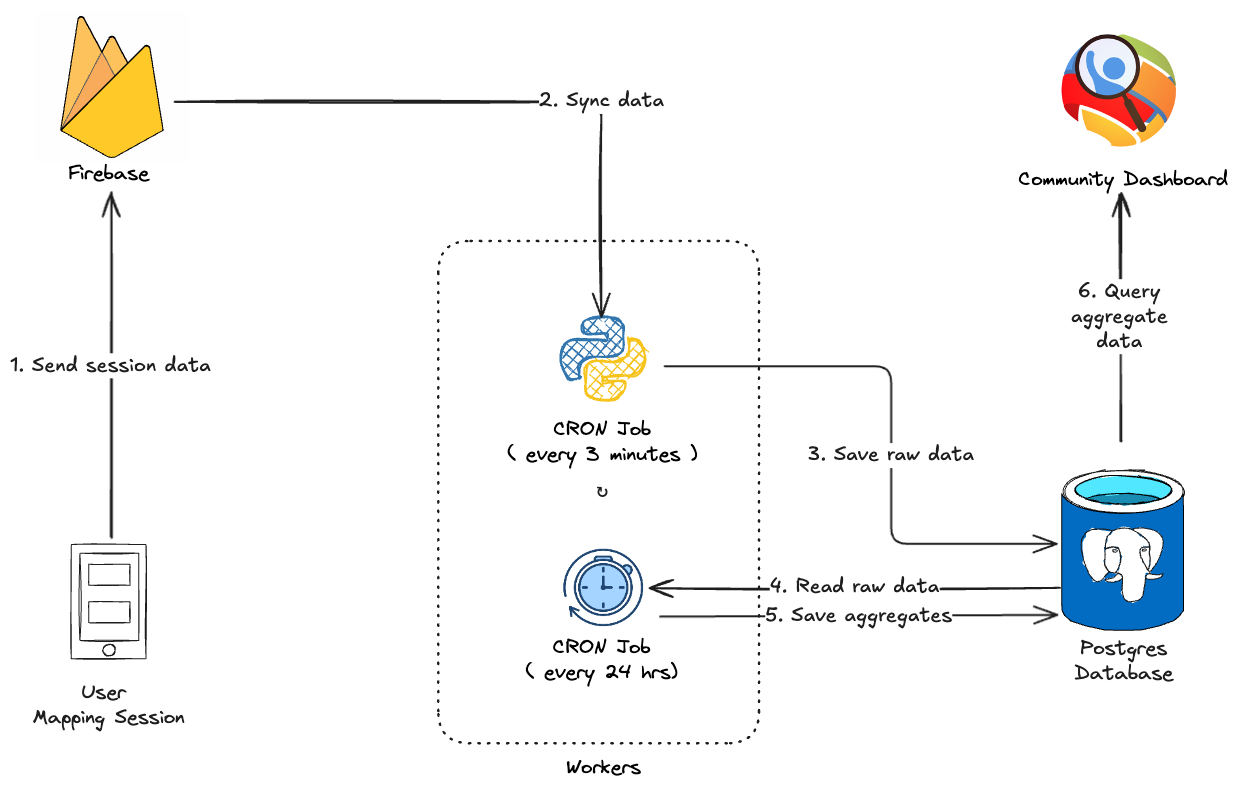 2. Sync data
Firebase
Community Dashboard
6. Query
aggregate
data
1. Send session data
CRON Job
( every 3 minutes )
↻
3. Save raw data
4. Read raw data
5. Save aggregates
CRON Job
( every 24 hrs)
Postgres
Database
User
Mapping Session
Workers